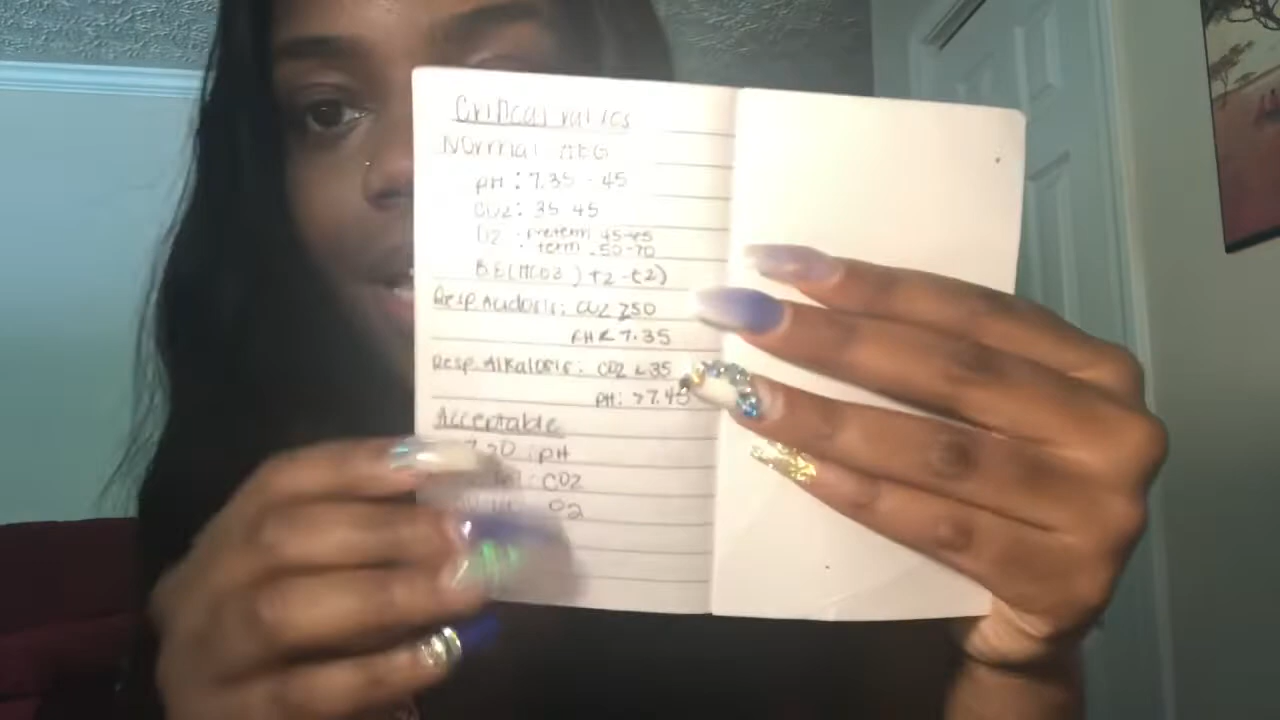 Critical values
Normal ABG
pH: 7.35 - 45
CO2: 35-45
O2 · preterm 45-65
· term . 50-70
BE(HCO3) +2 - (-2)
Resp. Acidosis: CO2 ≥50
PH < 7.35
Resp. Alkalosis: CO2 < 35
PH: >7.45
Acceptable
pH
CO2
O2